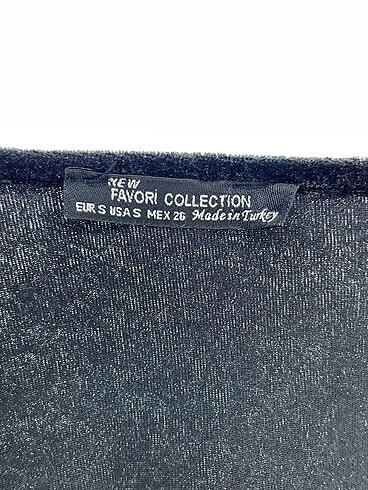 NEW
FAVORİ COLLECTION
EUR S USA S MEX 26 Made in Turkey